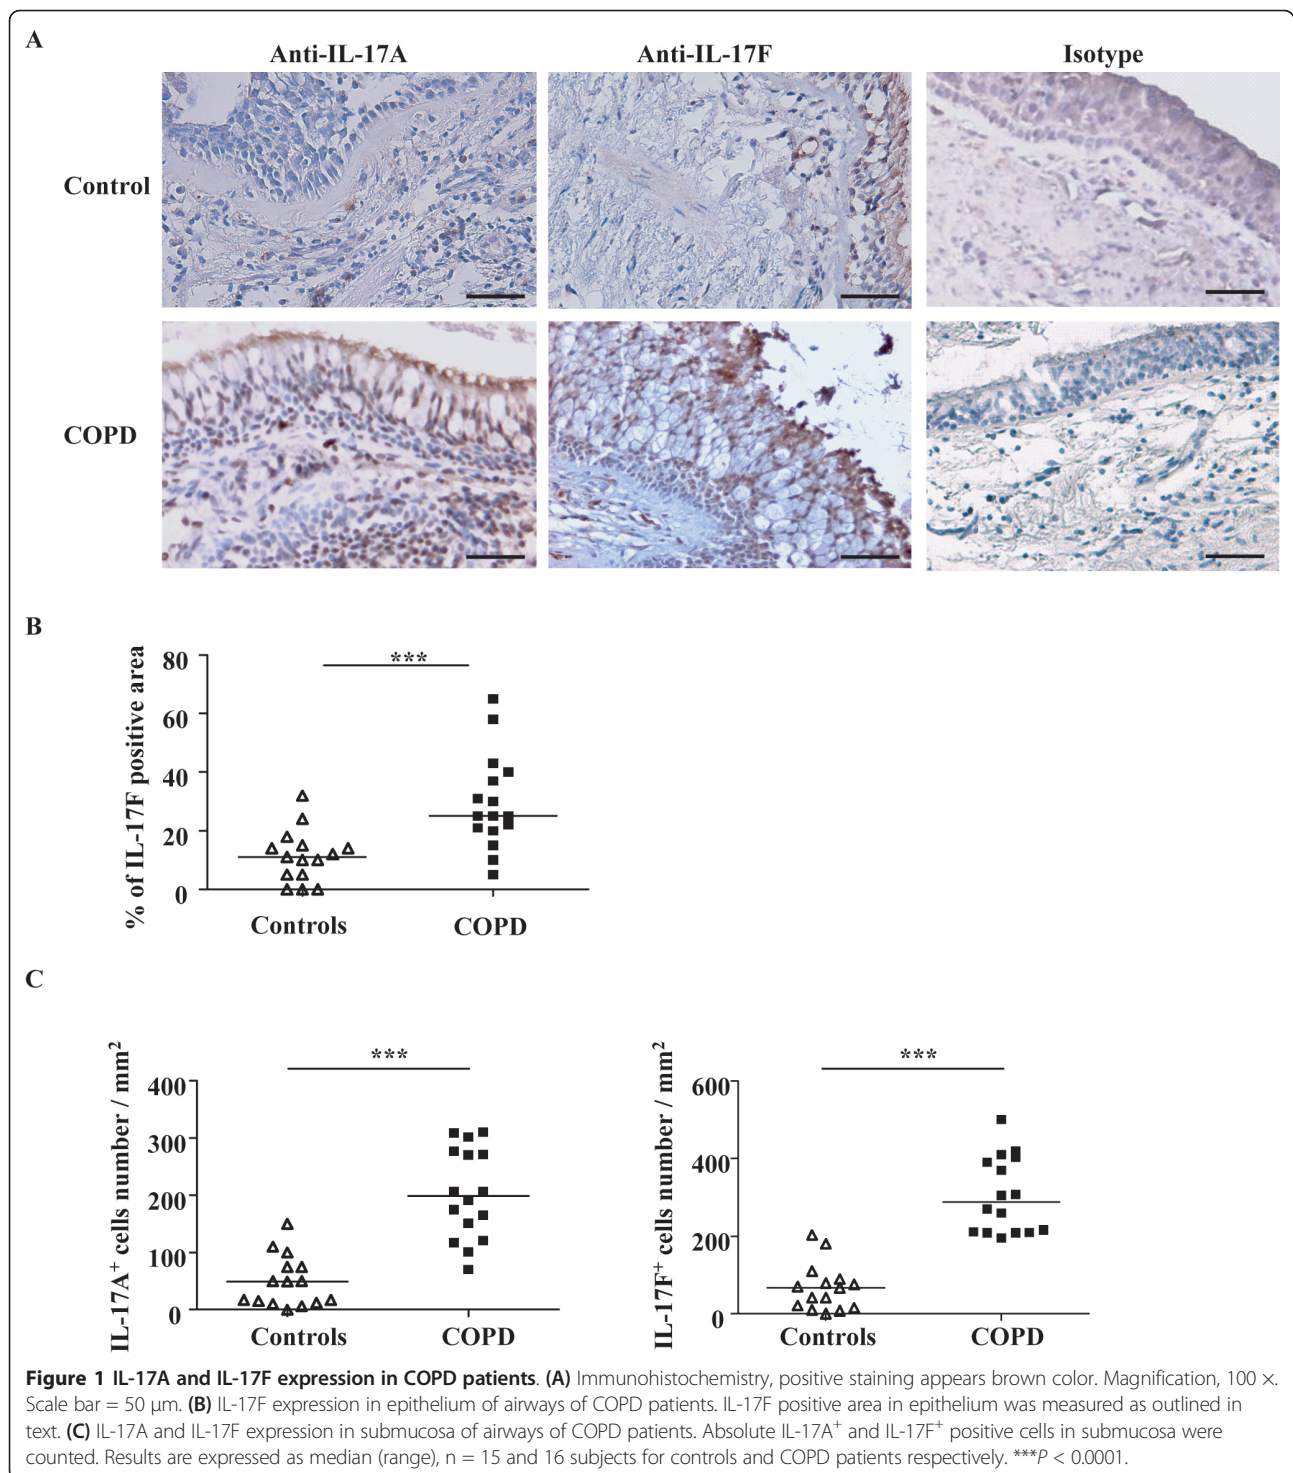 A
Anti-IL-17A
Anti-IL-17F
Isotype
Control
COPD
B
% of IL-17F positive area
80
60
40
20
0
***
Controls
COPD
C
IL-17A⁺ cells number / mm²
400
300
200
100
0
***
Controls
COPD
IL-17F⁺ cells number / mm²
600
400
200
0
***
Controls
COPD
Figure 1 IL-17A and IL-17F expression in COPD patients. (A) Immunohistochemistry, positive staining appears brown color. Magnification, 100 ×.
Scale bar = 50 μm. (B) IL-17F expression in epithelium of airways of COPD patients. IL-17F positive area in epithelium was measured as outlined in
text. (C) IL-17A and IL-17F expression in submucosa of airways of COPD patients. Absolute IL-17A⁺ and IL-17F⁺ positive cells in submucosa were
counted. Results are expressed as median (range), n = 15 and 16 subjects for controls and COPD patients respectively. ***P < 0.0001.